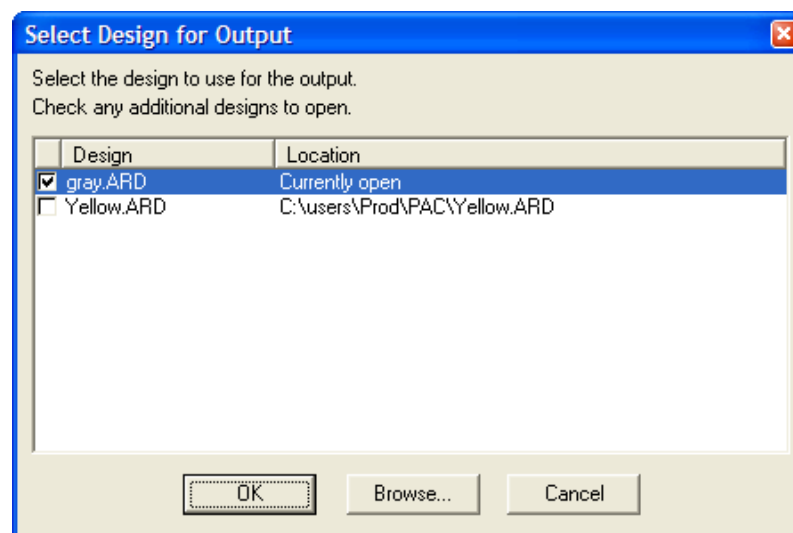 Select Design for Output
Select the design to use for the output.
Check any additional designs to open.
Design Location
gray.ARD Currently open
Yellow.ARD C:\users\Prod\PAC\Yellow.ARD
OK Browse... Cancel